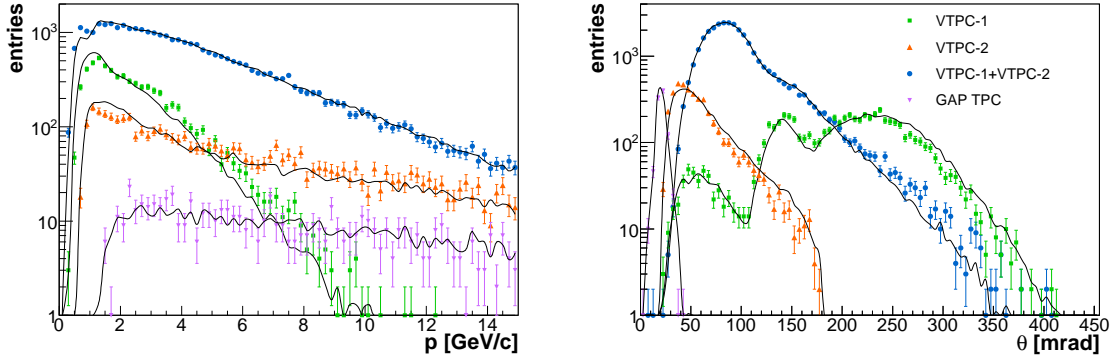 entries
10³
10²
10
1
0 2 4 6 8 10 12 14
p [GeV/c]
entries
10³
10²
10
1
0 50 100 150 200 250 300 350 400 450
θ [mrad]
VTPC-1
VTPC-2
VTPC-1+VTPC-2
GAP TPC